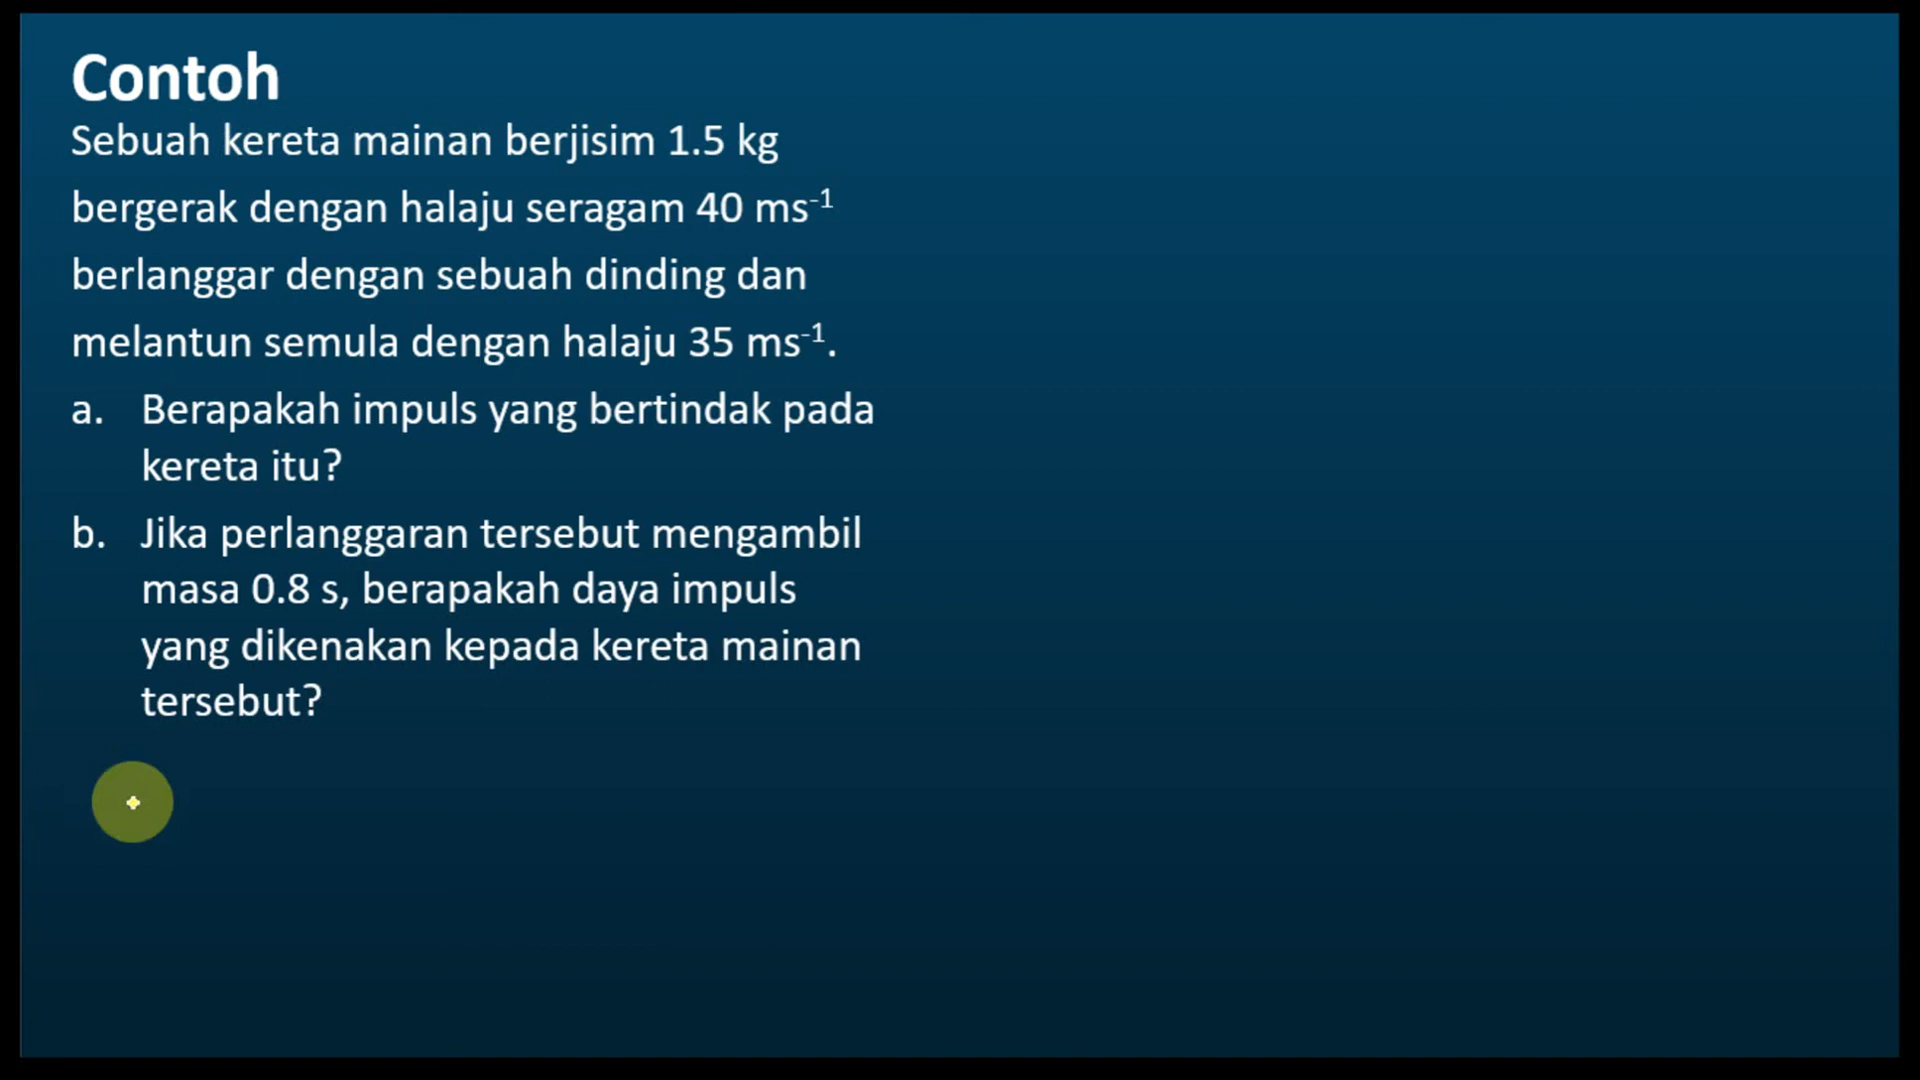 Contoh
Sebuah kereta mainan berjisim 1.5 kg
bergerak dengan halaju seragam 40 ms⁻¹
berlanggar dengan sebuah dinding dan
melantun semula dengan halaju 35 ms⁻¹.
a. Berapakah impuls yang bertindak pada
kereta itu?
b. Jika perlanggaran tersebut mengambil
masa 0.8 s, berapakah daya impuls
yang dikenakan kepada kereta mainan
tersebut?